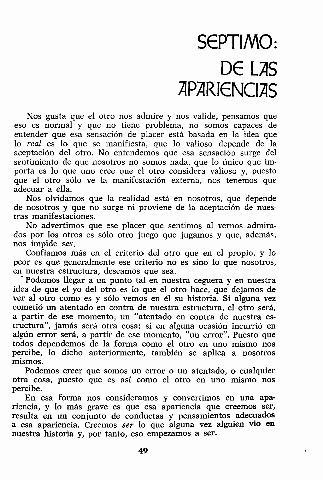 SEPTIMO:
DE LAS
APARIENCIAS
Nos gusta que el otro nos admire y nos valide, pensamos que
eso es normal y que no tiene problema, no somos capaces de
entender que esa sensación de placer está basada en la idea que
lo real es lo que se manifiesta, que lo valioso depende de la
aceptación del otro. No entendemos que esa sensación surge del
sentimiento de que nosotros no somos nada, que lo único que im-
porta es lo que uno cree que el otro considera valioso y, puesto
que el otro sólo ve la manifestación externa, nos tenemos que
adecuar a ella.
Nos olvidamos que la realidad está en nosotros, que depende
de nosotros y que no surge ni proviene de la aceptación de nues-
tras manifestaciones.
No advertimos que ese placer que sentimos al vernos admira-
dos por los otros es sólo otro juego que jugamos y que, además,
nos impide ser.
Confiamos más en el criterio del otro que en el propio, y lo
peor es que generalmente ese criterio no es sino lo que nosotros,
en nuestra estructura, deseamos que sea.
Podemos llegar a un punto tal en nuestra ceguera y en nuestra
idea de que el yo del otro es lo que el otro hace, que dejamos de
ver al otro como es y sólo vemos en él su historia. Si alguna vez
cometió un atentado en contra de nuestra estructura, el otro será,
a partir de ese momento, un "atentado en contra de nuestra es-
tructura", jamás será otra cosa; si en alguna ocasión incurrió en
algún error será, a partir de ese momento, "un error". Puesto que
todos dependemos de la forma como el otro en uno mismo nos
percibe, lo dicho anteriormente, también se aplica a nosotros
mismos.
Podemos creer que somos un error o un atentado, o cualquier
otra cosa, puesto que es así como el otro en uno mismo nos
percibe.
En esa forma nos consideramos y convertimos en una apa-
riencia, y lo más grave es que esa apariencia que creemos ser,
resulta en un conjunto de conductas y pensamientos adecuados
a esa apariencia. Creemos ser lo que alguna vez alguien vio en
nuestra historia y, por tanto, eso empezamos a ser.
49